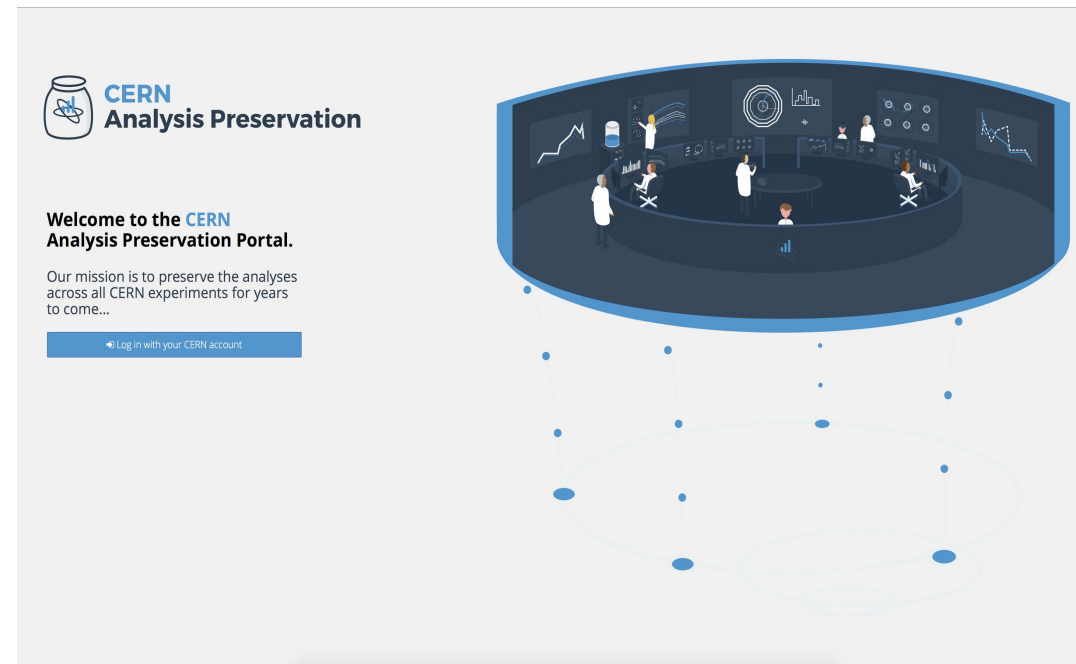 CERN
Analysis Preservation
Welcome to the CERN
Analysis Preservation Portal.
Our mission is to preserve the analyses
across all CERN experiments for years
to come...
Log in with your CERN account